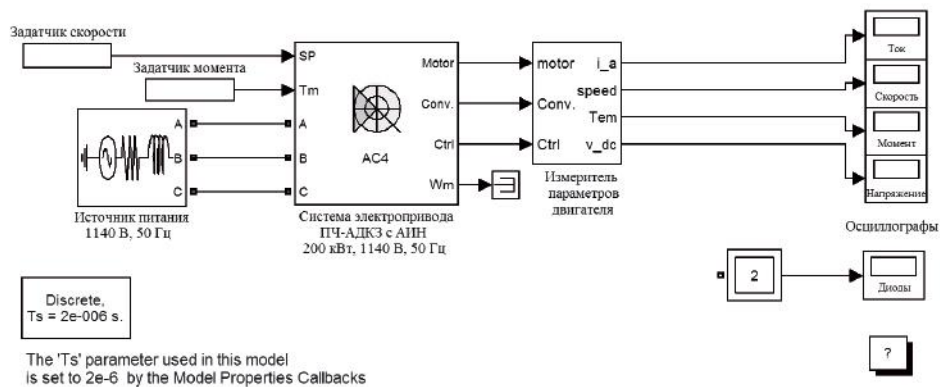 Задатчик скорости
Задатчик момента
SP
Tm
A
B
C
A
B
C
AC4
Motor
Conv.
Ctrl
Wm
motor
Conv.
Ctrl
i_a
speed
Tem
v_dc
Ток
Скорость
Момент
Напряжение
Источник питания
1140 В, 50 Гц
Система электропривода
ПЧ-АДКЗ с АИН
200 кВт, 1140 В, 50 Гц
Измеритель
параметров
двигателя
Осциллографы
2
Диоды
Discrete,
Ts = 2e-006 s.
The 'Ts' parameter used in this model
is set to 2e-6 by the Model Properties Callbacks
?